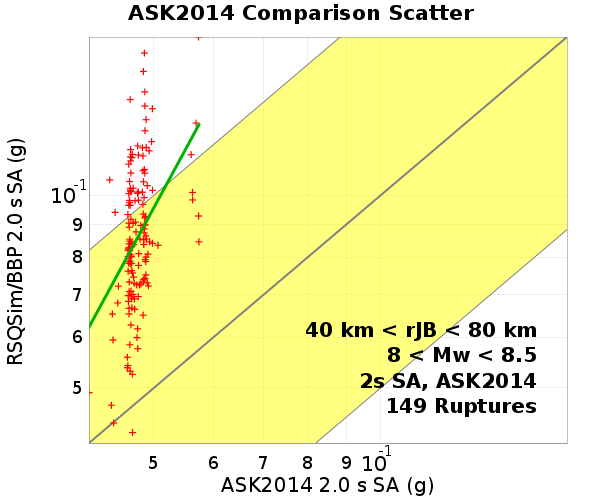 ASK2014 Comparison Scatter
RSQSim/BBP 2.0 s SA (g)
10-1
9
8
7
6
5
40 km < rJB < 80 km
8 < Mw < 8.5
2s SA, ASK2014
149 Ruptures
5 6 7 8 9 10-1
ASK2014 2.0 s SA (g)